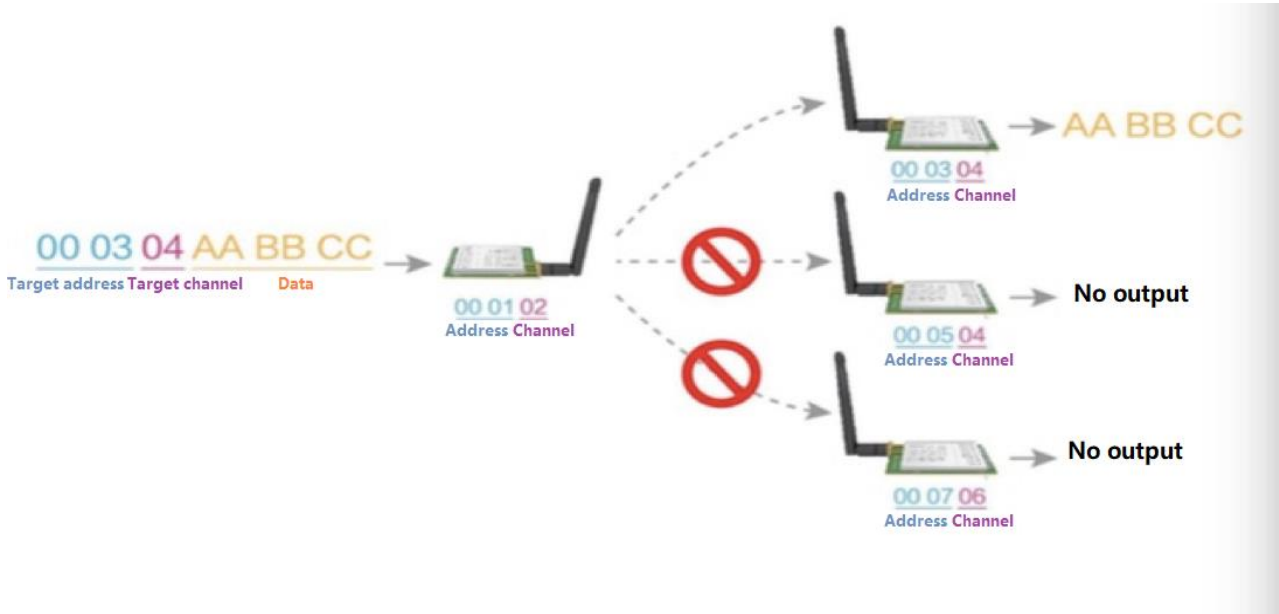 00 03 04 AA BB CC
Target address Target channel Data
00 01 02
Address Channel
00 03 04
Address Channel
AA BB CC
00 05 04
Address Channel
No output
00 07 06
Address Channel
No output